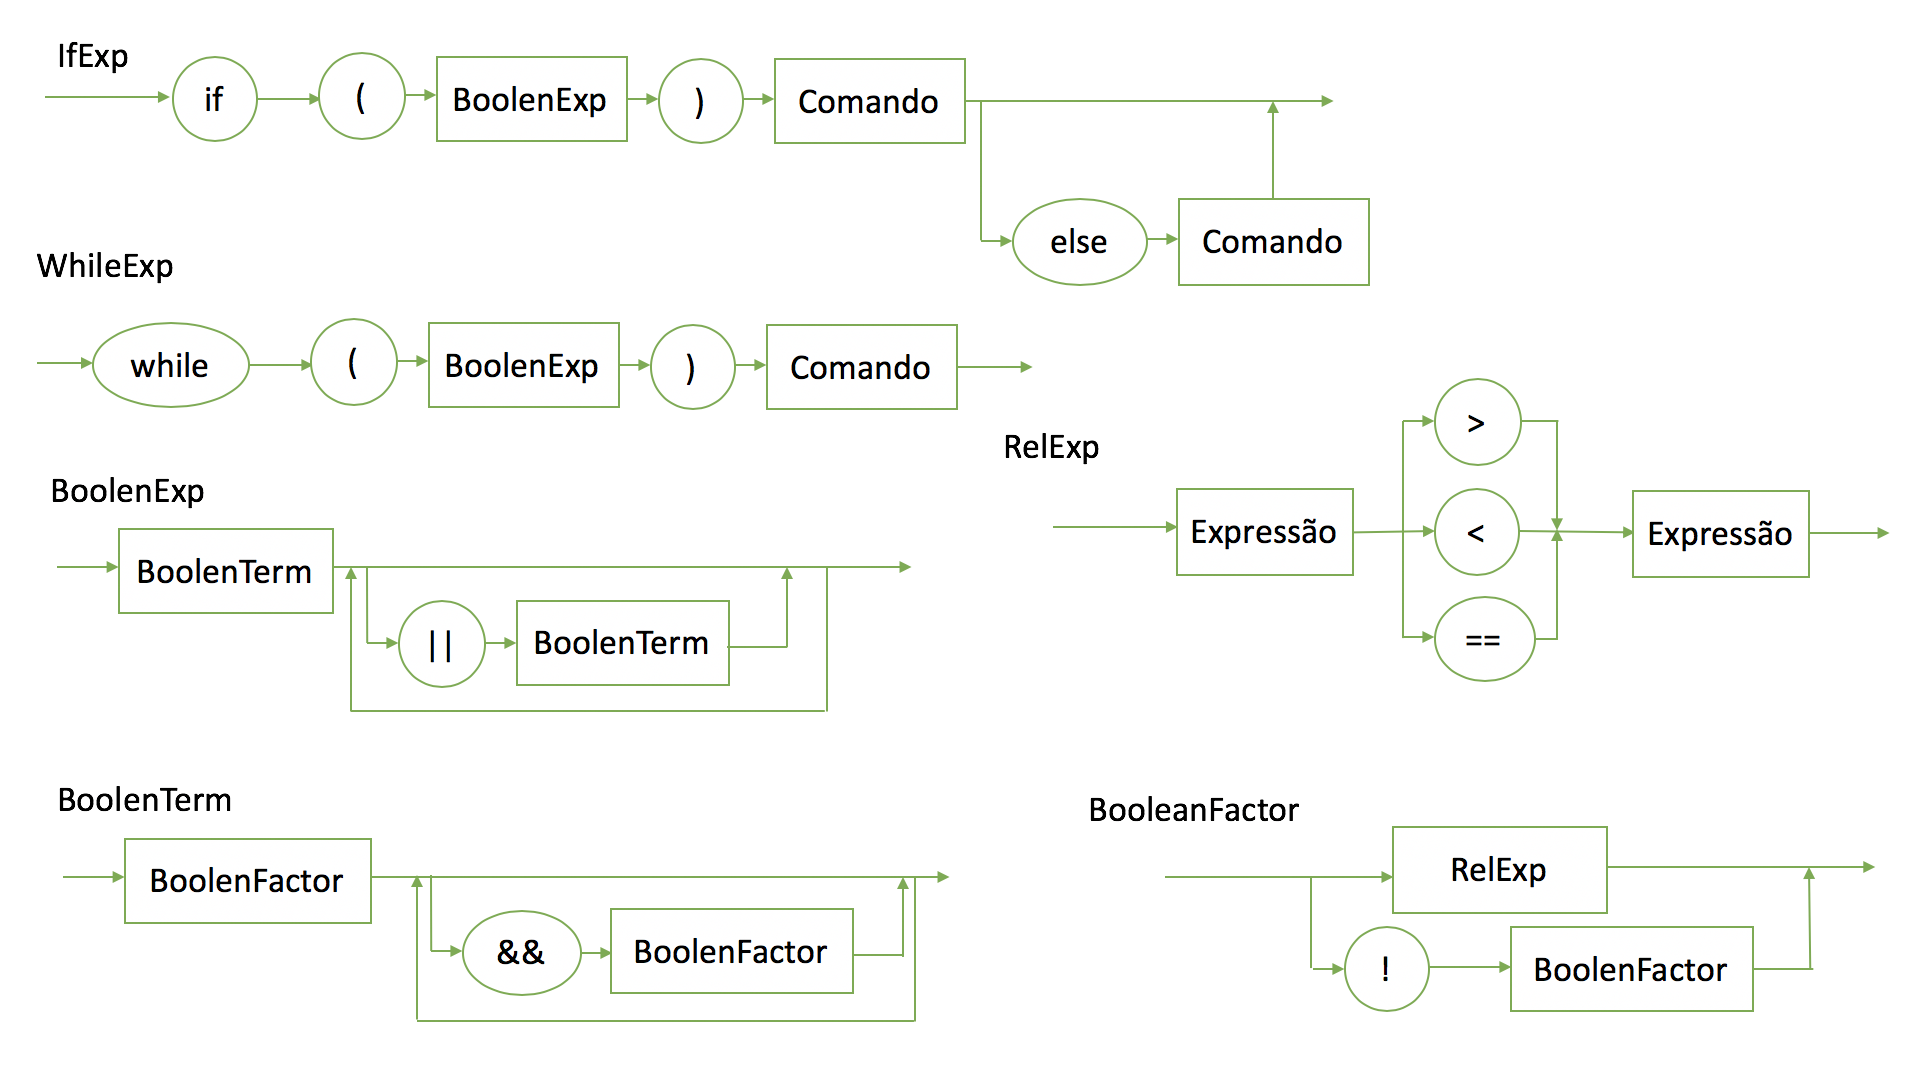 IfExp
if ( BoolenExp ) Comando
else Comando
WhileExp
while ( BoolenExp ) Comando
RelExp
>
Expressão < Expressão
==
BoolenExp
BoolenTerm
|| BoolenTerm
BoolenTerm
BoolenFactor
&& BoolenFactor
BooleanFactor
RelExp
! BoolenFactor